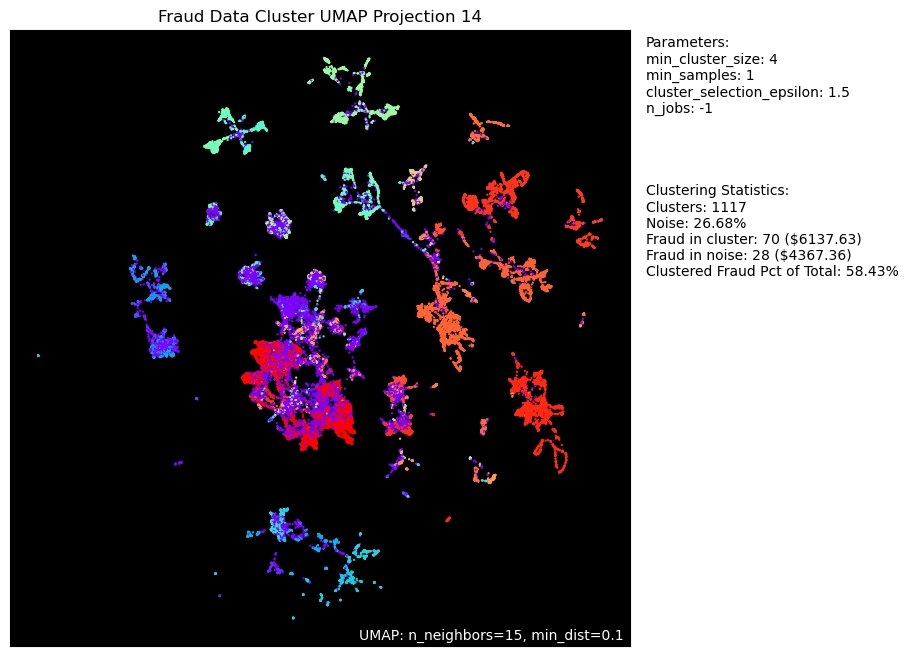 Fraud Data Cluster UMAP Projection 14
Parameters:
min_cluster_size: 4
min_samples: 1
cluster_selection_epsilon: 1.5
n_jobs: -1
Clustering Statistics:
Clusters: 1117
Noise: 26.68%
Fraud in cluster: 70 ($6137.63)
Fraud in noise: 28 ($4367.36)
Clustered Fraud Pct of Total: 58.43%
UMAP: n_neighbors=15, min_dist=0.1